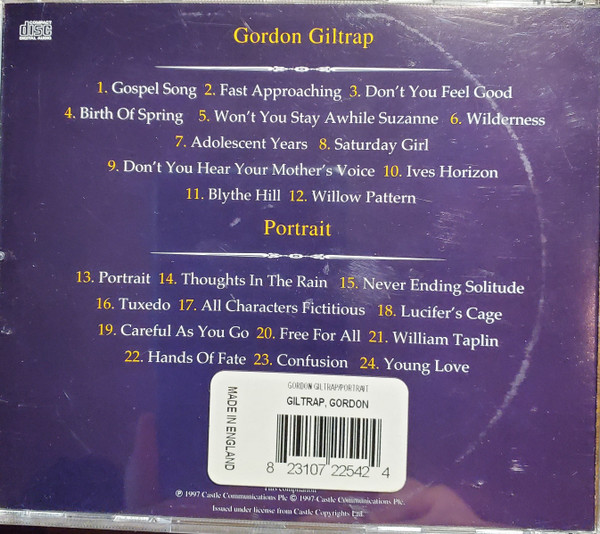 COMPACT
disc
DIGITAL AUDIO
Gordon Giltrap
1. Gospel Song 2. Fast Approaching 3. Don't You Feel Good
4. Birth Of Spring 5. Won't You Stay Awhile Suzanne 6. Wilderness
7. Adolescent Years 8. Saturday Girl
9. Don't You Hear Your Mother's Voice 10. Ives Horizon
11. Blythe Hill 12. Willow Pattern
Portrait
13. Portrait 14. Thoughts In The Rain 15. Never Ending Solitude
16. Tuxedo 17. All Characters Fictitious 18. Lucifer's Cage
19. Careful As You Go 20. Free For All 21. William Taplin
22. Hands Of Fate 23. Confusion 24. Young Love
MADE IN ENGLAND
GORDON GILTRAP/PORTRAIT
GILTRAP, GORDON
8 23107 22542 4
This compilation
℗ 1997 Castle Communications Plc © 1997 Castle Communications Plc.
Issued under license from Castle Copyrights Ltd.